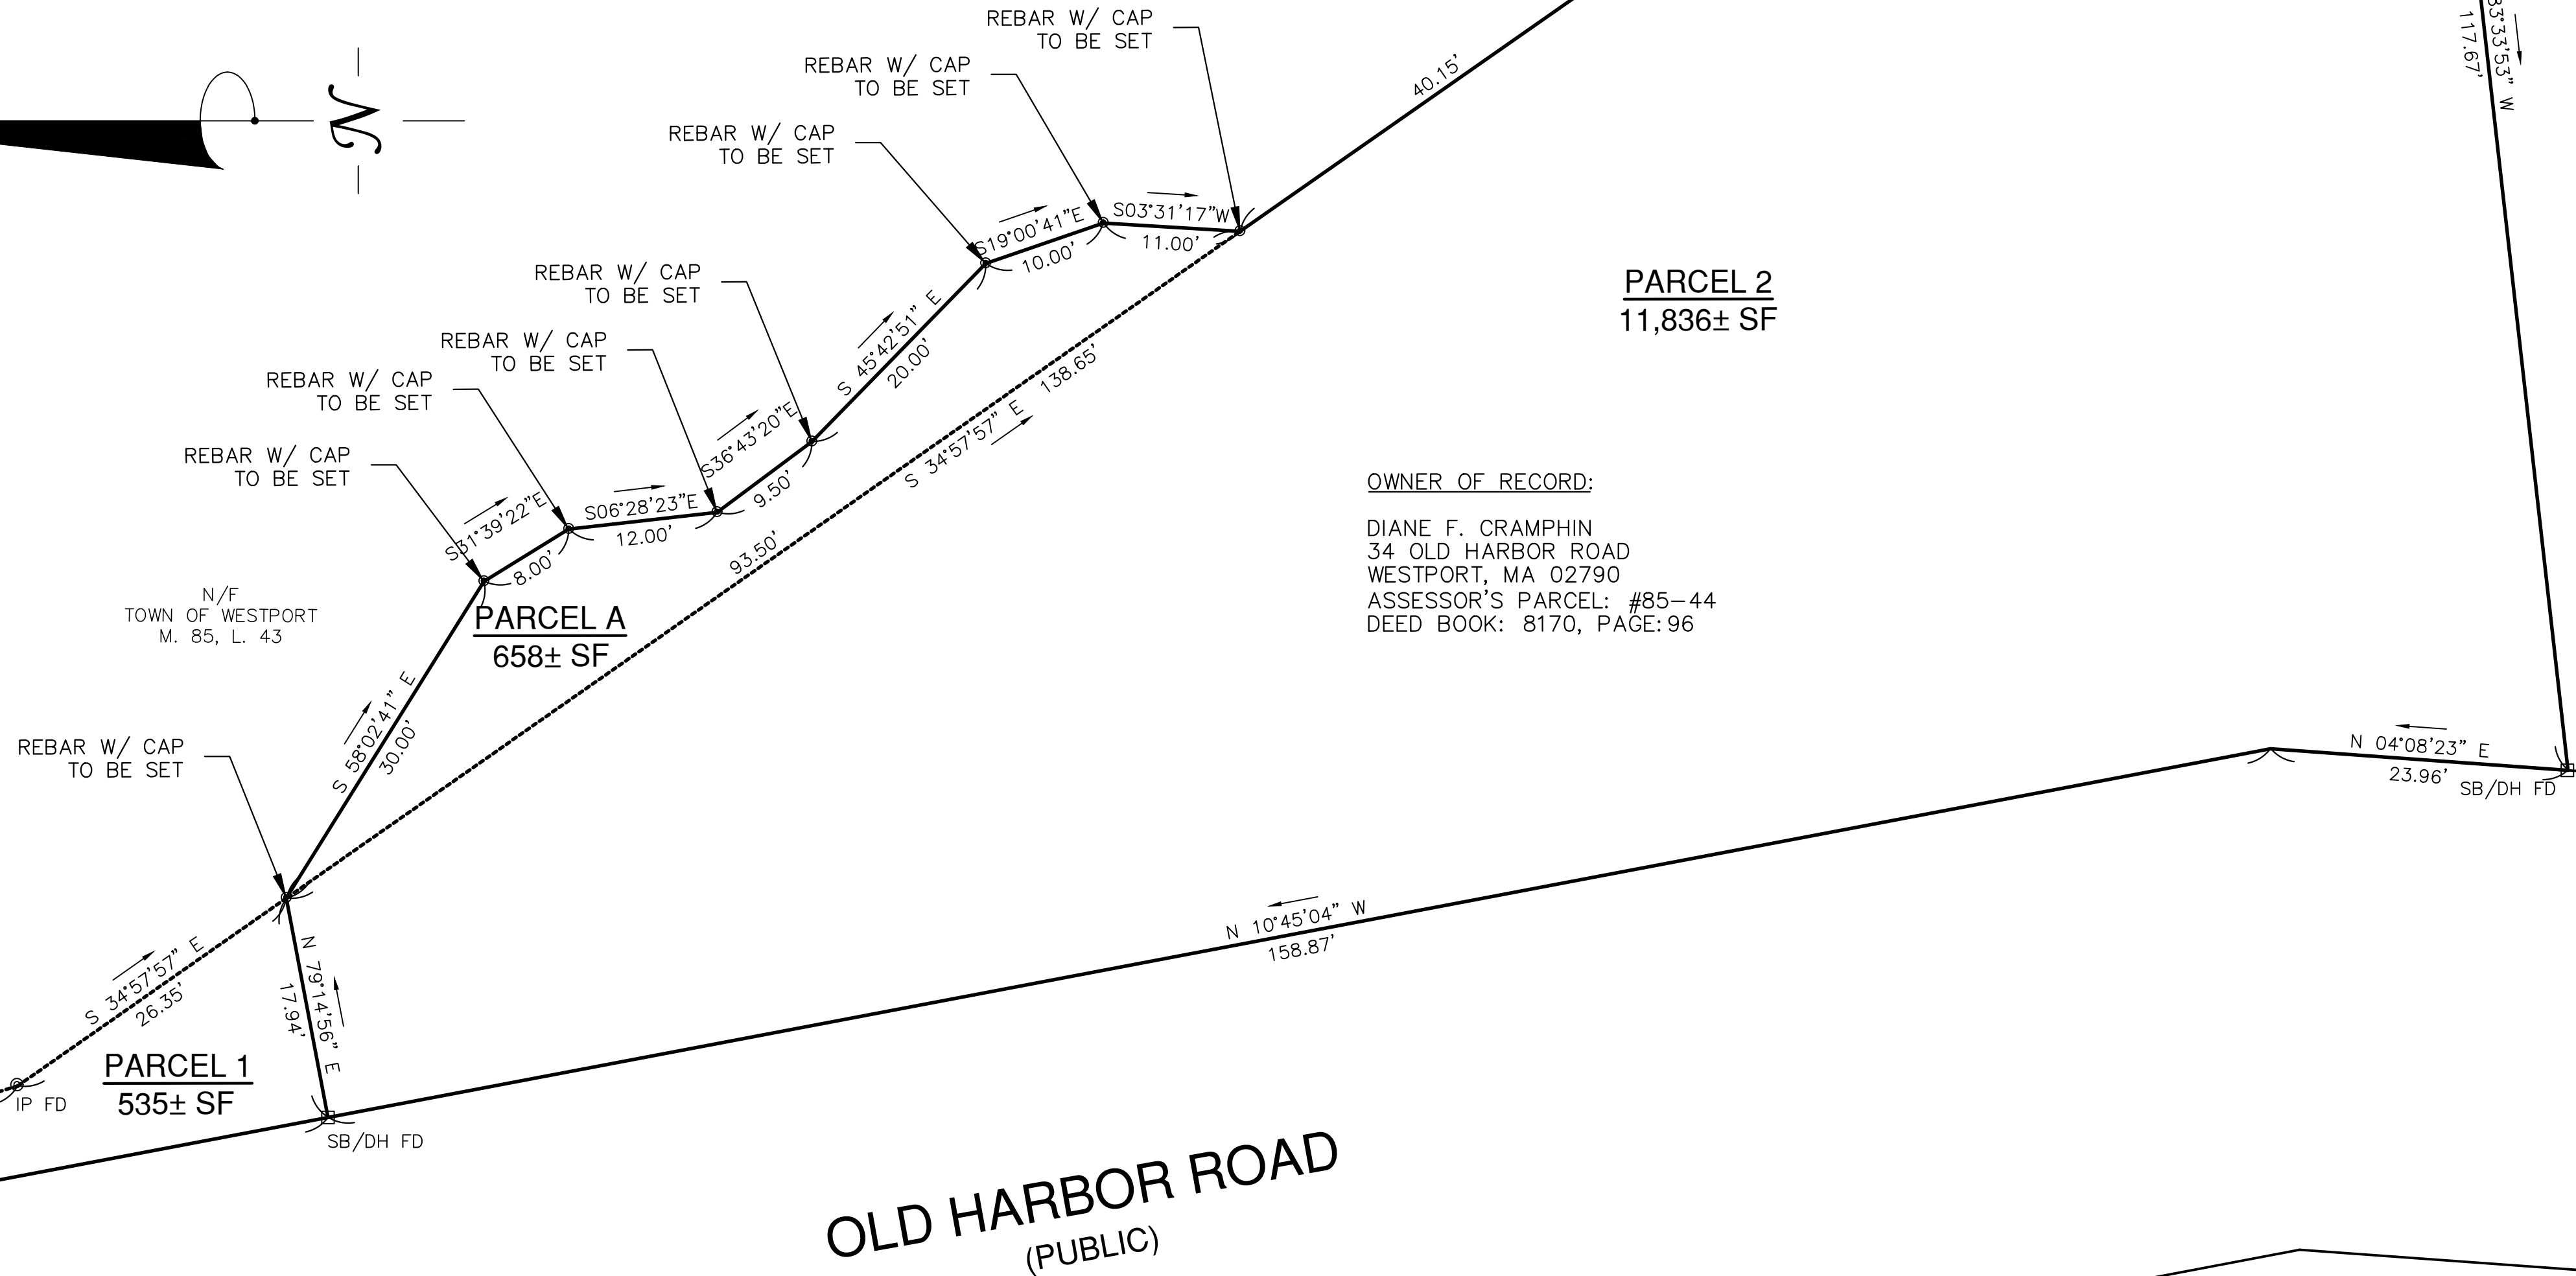 REBAR W/ CAP
TO BE SET
REBAR W/ CAP
TO BE SET
REBAR W/ CAP
TO BE SET
N
40.15'
117.67'
83°33'53" W
S19°00'41"E
10.00'
S03°31'17"W
11.00'
REBAR W/ CAP
TO BE SET
REBAR W/ CAP
TO BE SET
REBAR W/ CAP
TO BE SET
REBAR W/ CAP
TO BE SET
S 45°42'51" E
20.00'
S36°43'20"E
9.50'
S06°28'23"E
12.00'
S31°39'22"E
8.00'
138.65'
S 34°57'57" E
93.50'
PARCEL 2
11,836± SF
OWNER OF RECORD:
DIANE F. CRAMPHIN
34 OLD HARBOR ROAD
WESTPORT, MA 02790
ASSESSOR'S PARCEL: #85-44
DEED BOOK: 8170, PAGE: 96
N/F
TOWN OF WESTPORT
M. 85, L. 43
PARCEL A
658± SF
S 58°02'41" E
30.00'
REBAR W/ CAP
TO BE SET
N 04°08'23" E
23.96'
SB/DH FD
N 10°45'04" W
158.87'
S 34°57'57" E
26.35'
N 79°14'56" E
17.94'
PARCEL 1
535± SF
IP FD
SB/DH FD
OLD HARBOR ROAD
(PUBLIC)